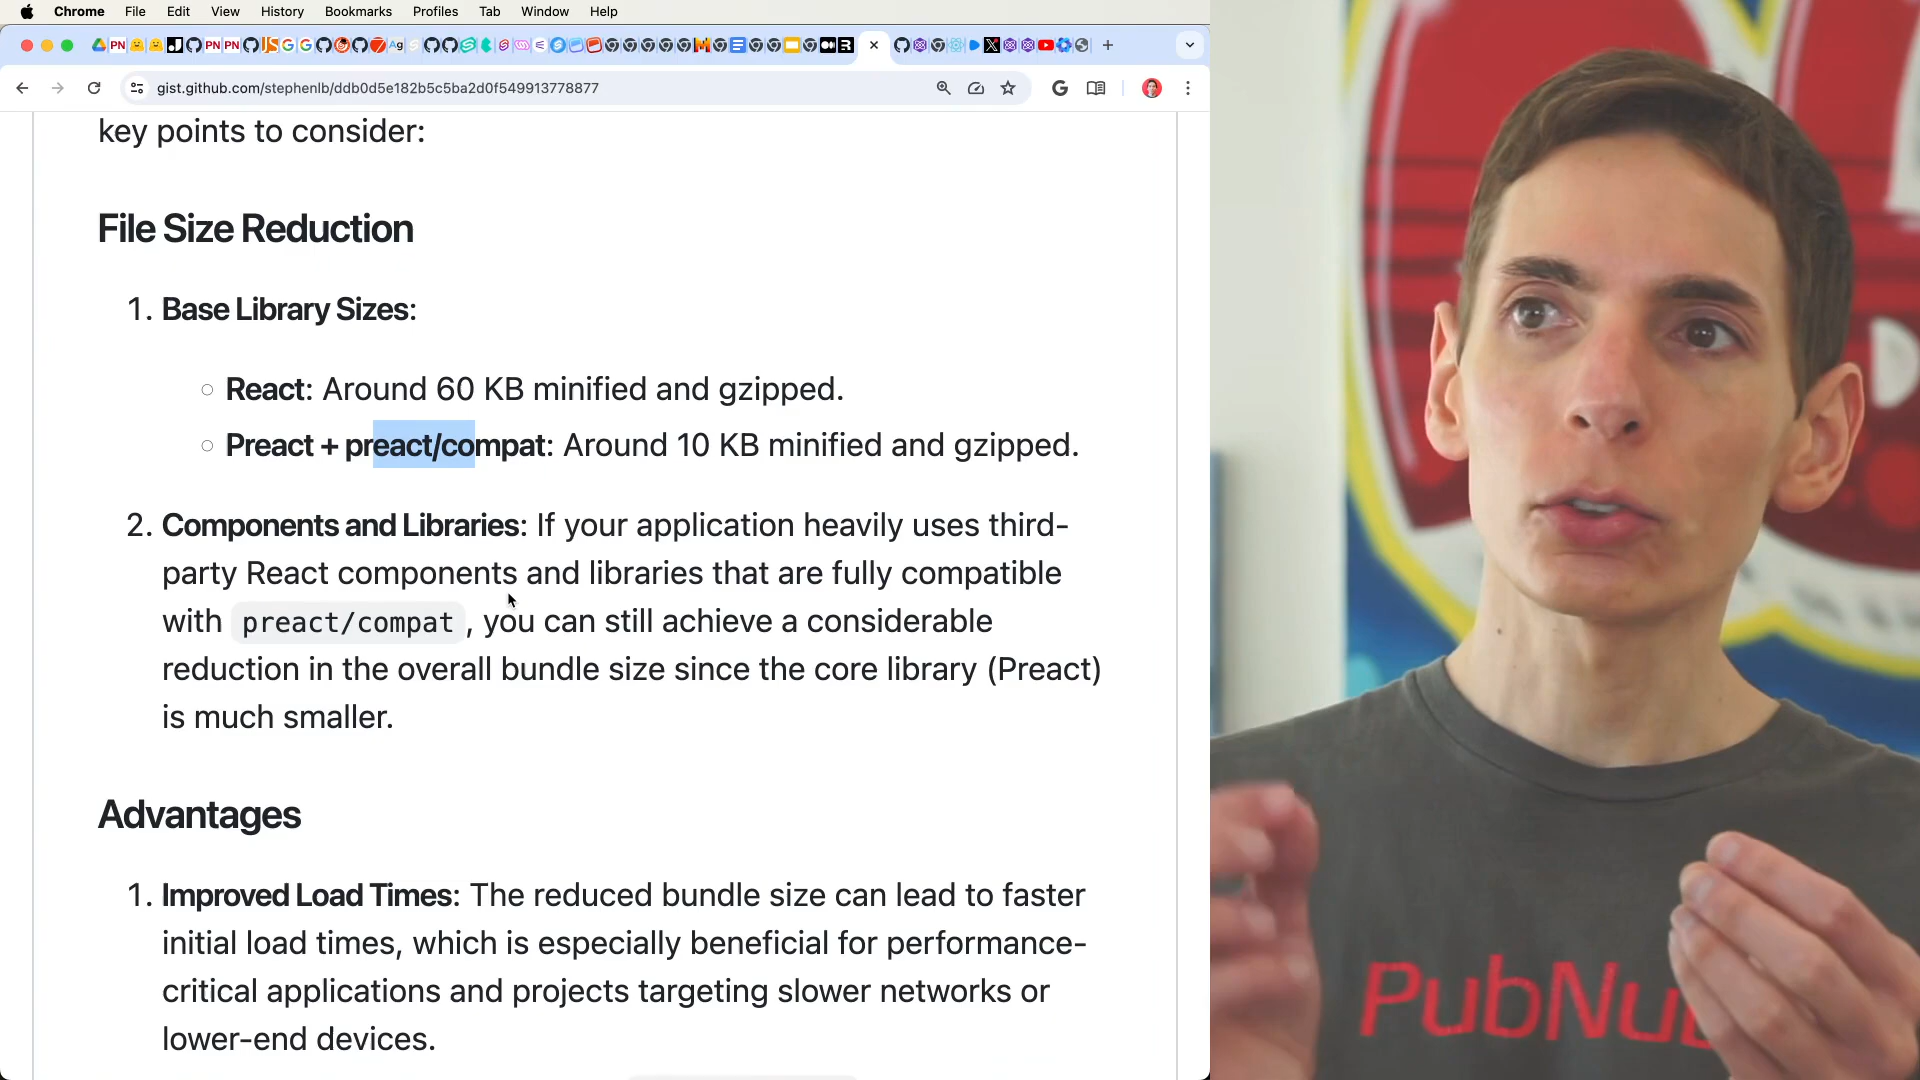 Chrome File Edit View History Bookmarks Profiles Tab Window Help
gist.github.com/stephenlb/ddb0d5e182b5c5ba2d0f549913778877
key points to consider:
File Size Reduction
1. Base Library Sizes:
React: Around 60 KB minified and gzipped.
Preact + preact/compat: Around 10 KB minified and gzipped.
2. Components and Libraries: If your application heavily uses third-
party React components and libraries that are fully compatible
with preact/compat , you can still achieve a considerable
reduction in the overall bundle size since the core library (Preact)
is much smaller.
Advantages
1. Improved Load Times: The reduced bundle size can lead to faster
initial load times, which is especially beneficial for performance-
critical applications and projects targeting slower networks or
lower-end devices.
PubNu